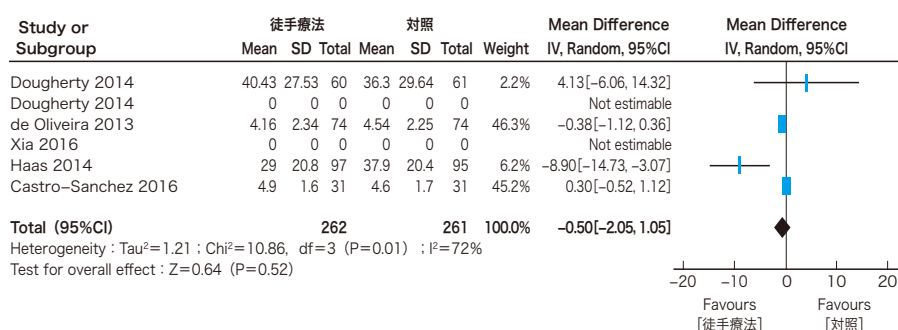 Study or Subgroup 徒手療法 対照 Mean Difference Mean Difference
Mean SD Total Mean SD Total Weight IV, Random, 95%CI IV, Random, 95%CI
Dougherty 2014 40.43 27.53 60 36.3 29.64 61 2.2% 4.13[−6.06, 14.32]
Dougherty 2014 0 0 0 0 0 0 Not estimable
de Oliveira 2013 4.16 2.34 74 4.54 2.25 74 46.3% −0.38[−1.12, 0.36]
Xia 2016 0 0 0 0 0 0 Not estimable
Haas 2014 29 20.8 97 37.9 20.4 95 6.2% −8.90[−14.73, −3.07]
Castro−Sanchez 2016 4.9 1.6 31 4.6 1.7 31 45.2% 0.30[−0.52, 1.12]
Total (95%CI) 262 261 100.0% −0.50[−2.05, 1.05]
Heterogeneity：Tau²＝1.21；Chi²＝10.86, df＝3（P＝0.01）；I²＝72%
Test for overall effect：Z＝0.64（P＝0.52）
−20 −10 0 10 20
Favours [徒手療法] Favours [対照]